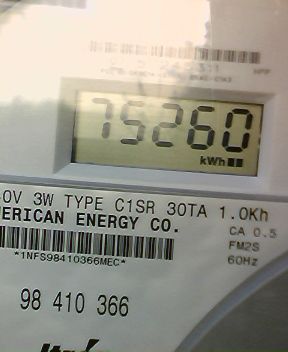 75260
kWh
0V 3W TYPE C1SR 30TA 1.0Kh
ERICAN ENERGY CO.
CA 0.5
FM2S
*1NFS98410366MEC*
60Hz
98 410 366